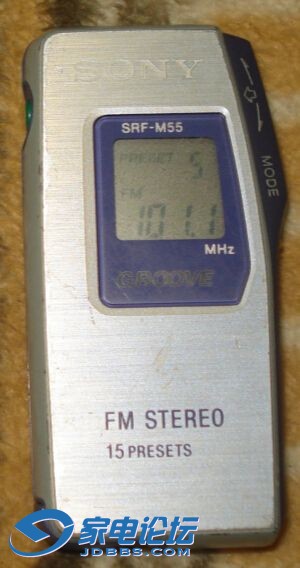 SONY
MODE
SRF-M55
PRESET 5
FM
101.1
MHz
GROOVE
FM STEREO
15 PRESETS
家电论坛
JDBBS.COM